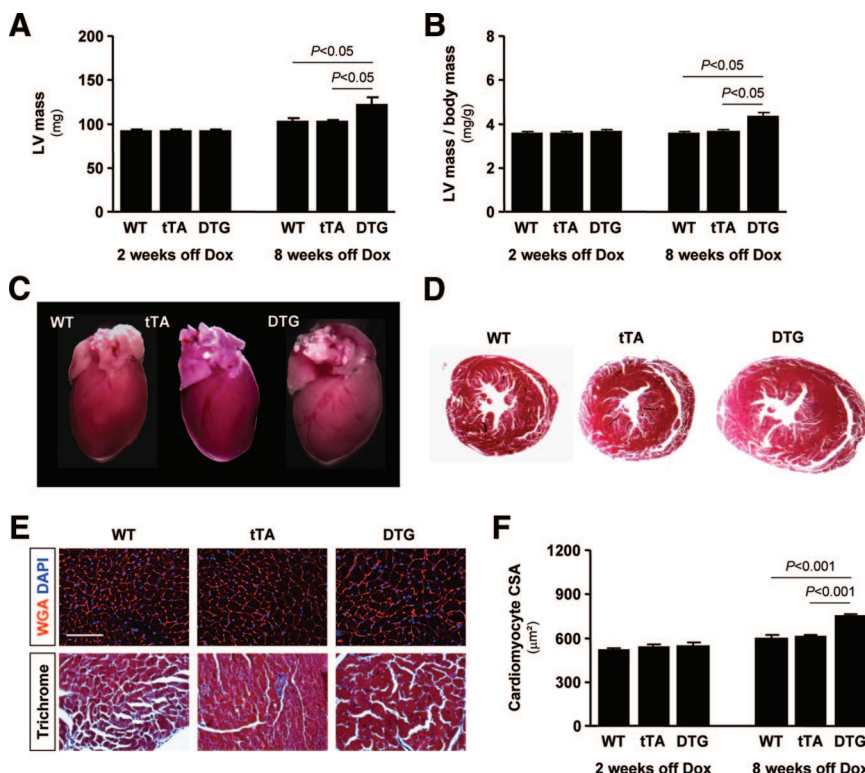 A
LV mass
(mg)
200
150
100
50
0
P<0.05
P<0.05
WT tTA DTG WT tTA DTG
2 weeks off Dox 8 weeks off Dox
B
LV mass / body mass
(mg/g)
8
6
4
2
0
P<0.05
P<0.05
WT tTA DTG WT tTA DTG
2 weeks off Dox 8 weeks off Dox
C
WT tTA DTG
D
WT tTA DTG
E
WT tTA DTG
WGA DAPI
Trichrome
F
Cardiomyocyte CSA
(µm²)
1200
900
600
300
0
P<0.001
P<0.001
WT tTA DTG WT tTA DTG
2 weeks off Dox 8 weeks off Dox